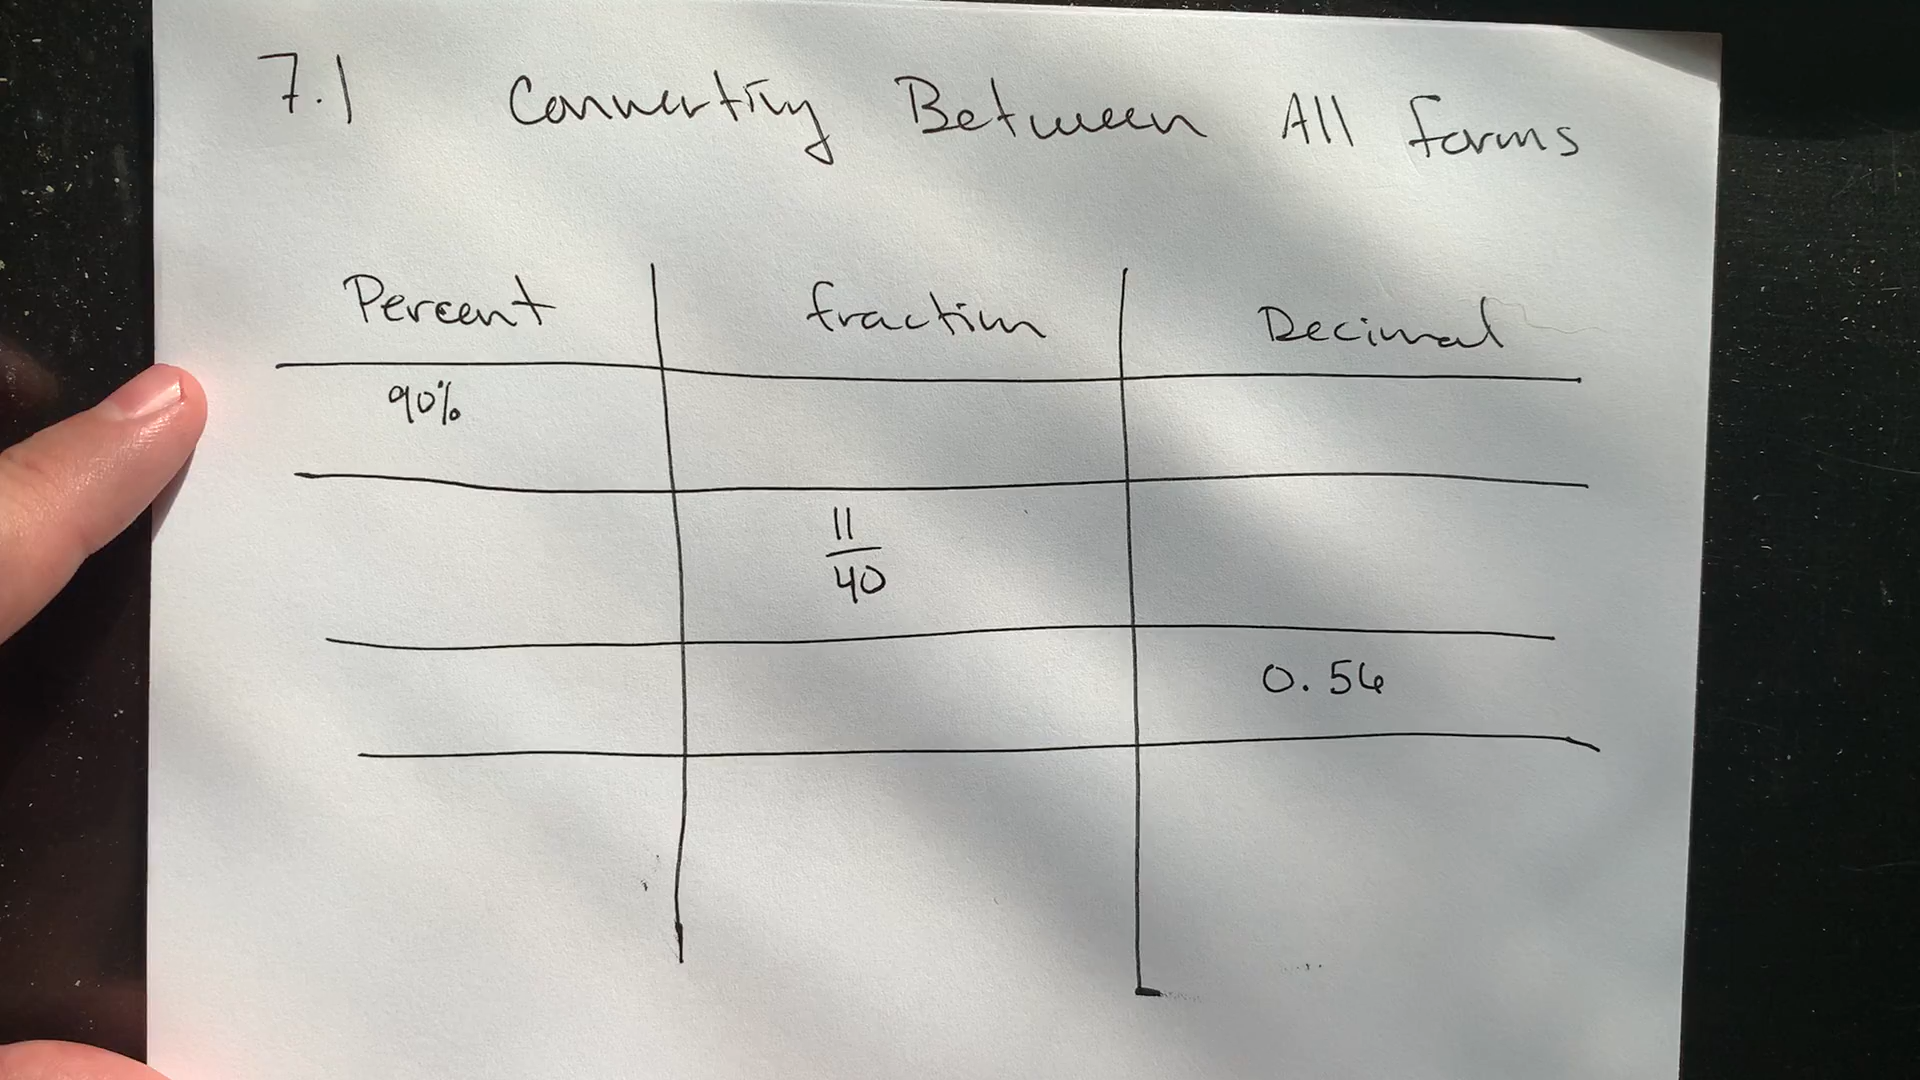 7.1 Converting Between All forms
Percent fraction Decimal
90%
11
40
0.56